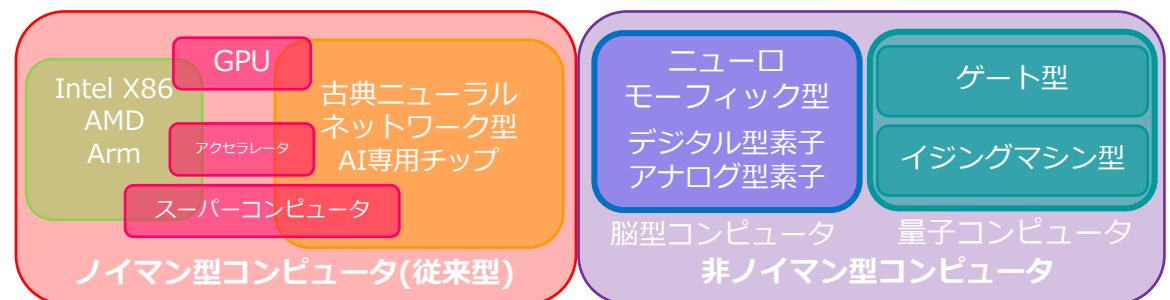 GPU
Intel X86
AMD
Arm
アクセラレータ
古典ニューラル
ネットワーク型
AI専用チップ
スーパーコンピュータ
ノイマン型コンピュータ(従来型)
ニューロ
モーフィック型
デジタル型素子
アナログ型素子
脳型コンピュータ
ゲート型
イジングマシン型
量子コンピュータ
非ノイマン型コンピュータ